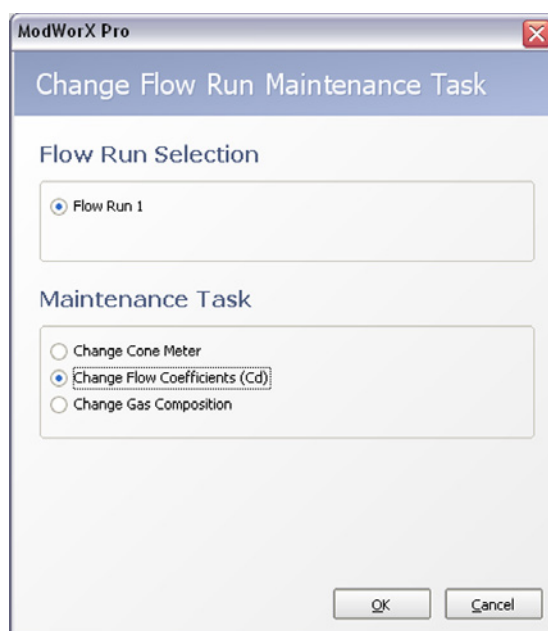 ModWorX Pro
Change Flow Run Maintenance Task
Flow Run Selection
Flow Run 1
Maintenance Task
Change Cone Meter
Change Flow Coefficients (Cd)
Change Gas Composition
OK
Cancel